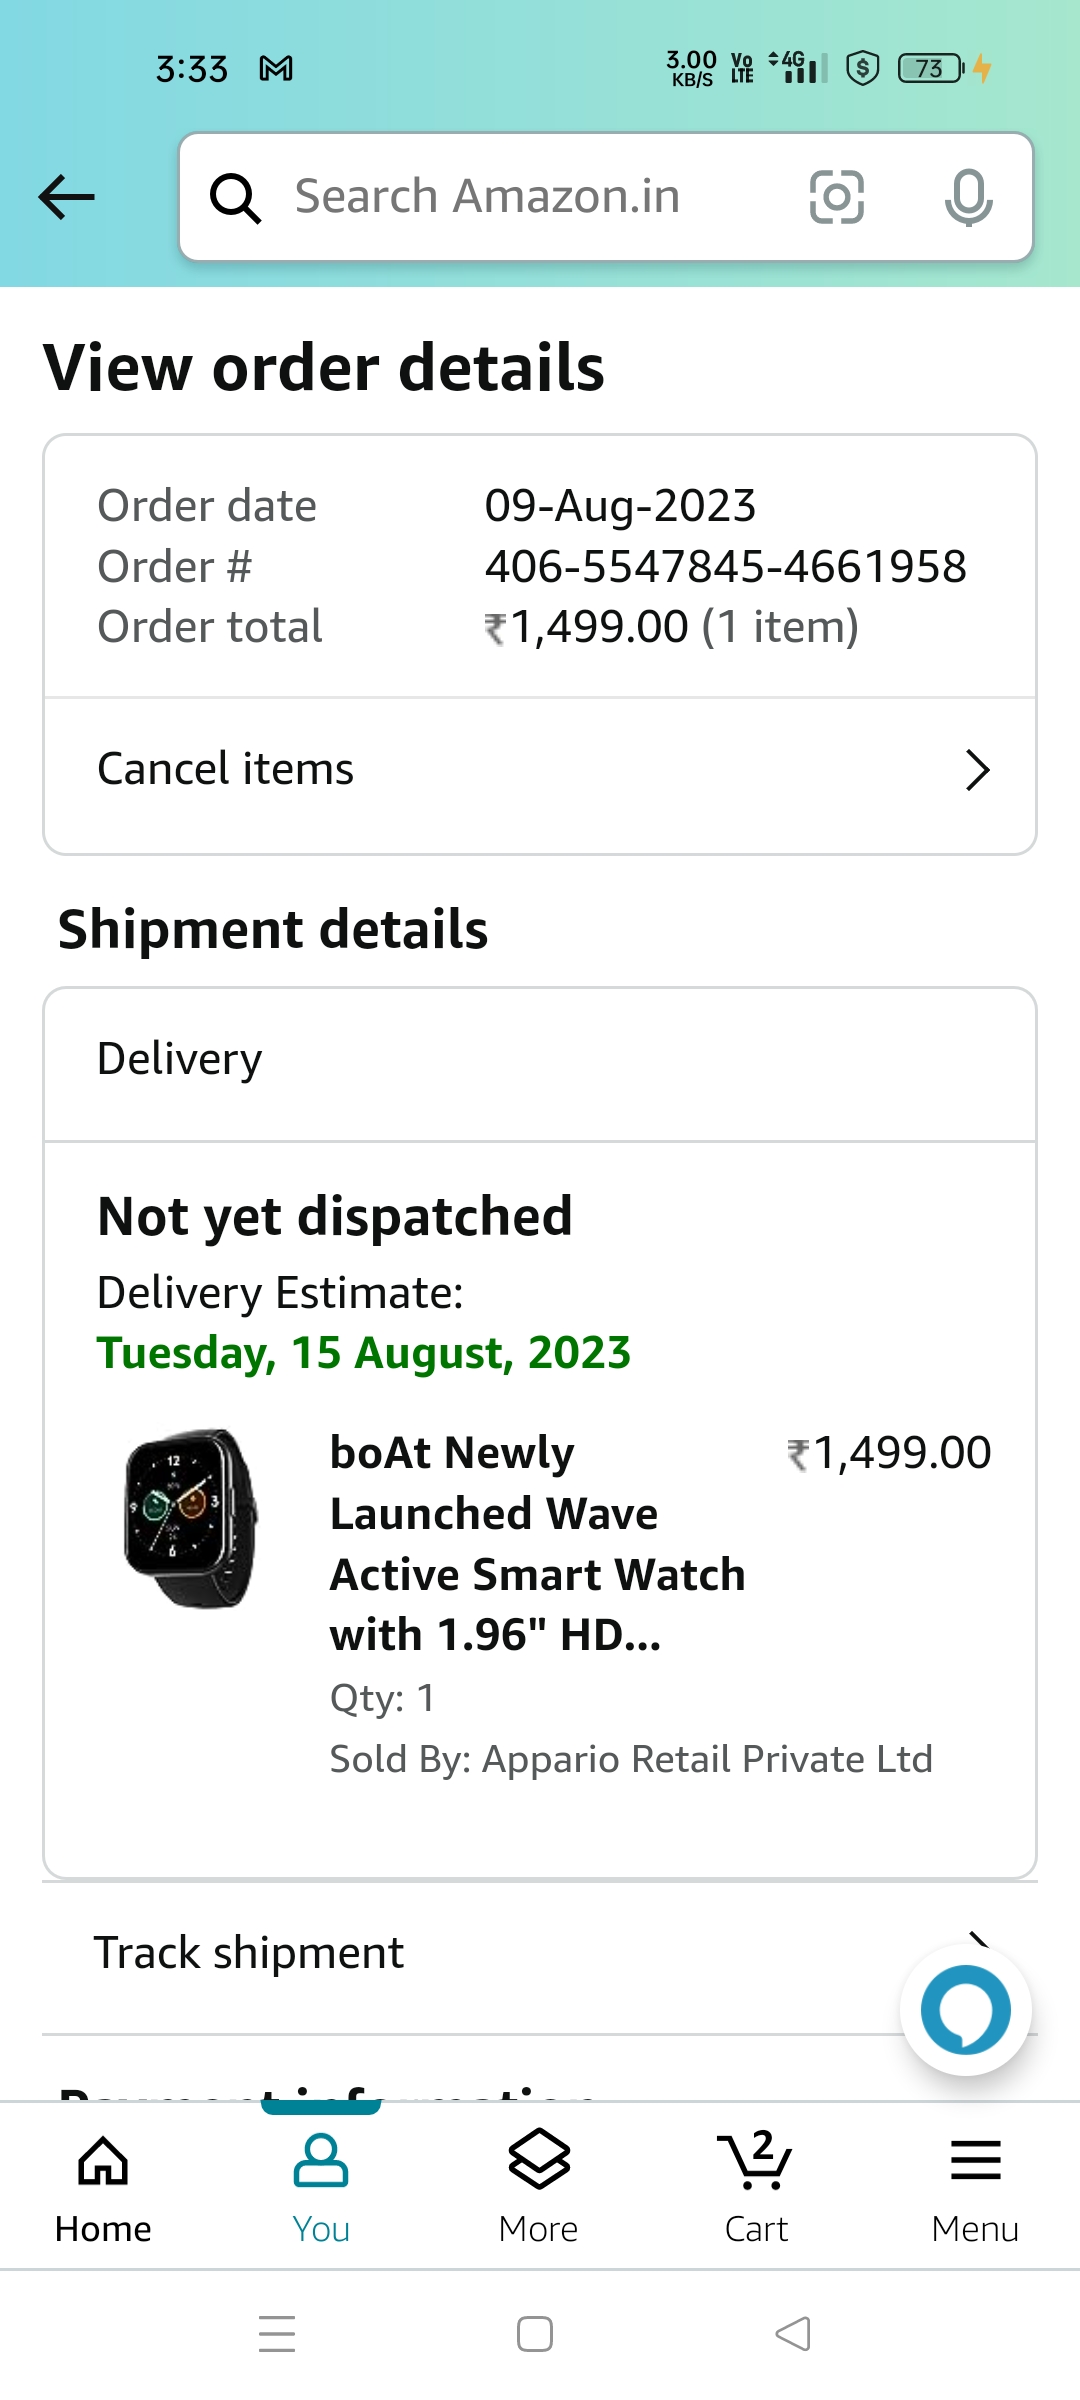 3:33
3.00 KB/S Vo LTE 4G 73
Search Amazon.in
View order details
Order date 09-Aug-2023
Order # 406-5547845-4661958
Order total ₹1,499.00 (1 item)
Cancel items
Shipment details
Delivery
Not yet dispatched
Delivery Estimate:
Tuesday, 15 August, 2023
boAt Newly ₹1,499.00
Launched Wave
Active Smart Watch
with 1.96" HD...
Qty: 1
Sold By: Appario Retail Private Ltd
Track shipment
Payment information
2
Home You More Cart Menu